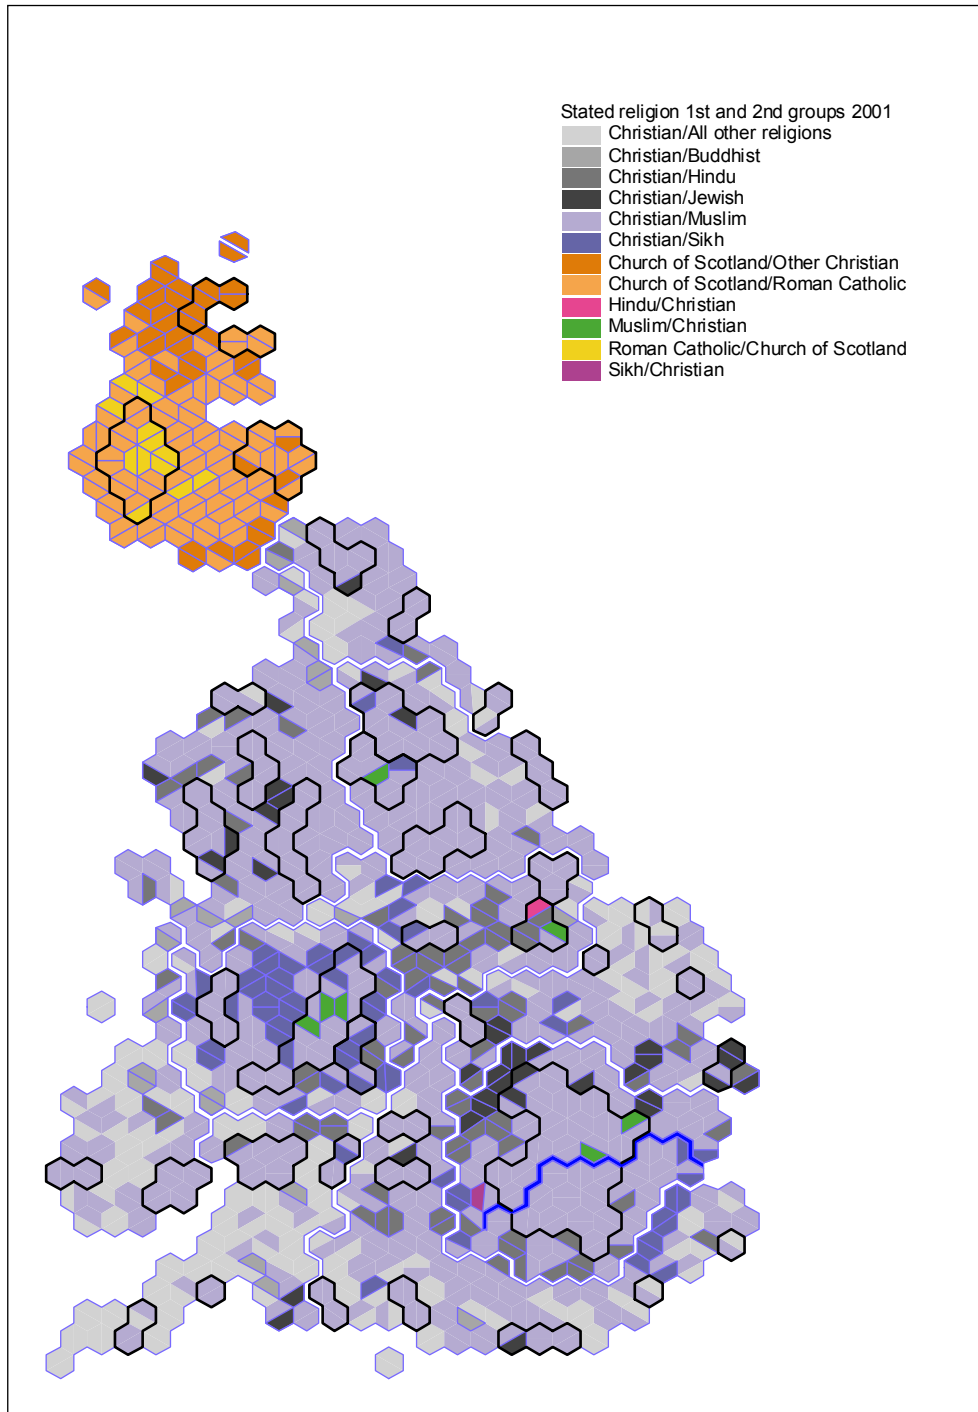 Stated religion 1st and 2nd groups 2001
Christian/All other religions
Christian/Buddhist
Christian/Hindu
Christian/Jewish
Christian/Muslim
Christian/Sikh
Church of Scotland/Other Christian
Church of Scotland/Roman Catholic
Hindu/Christian
Muslim/Christian
Roman Catholic/Church of Scotland
Sikh/Christian